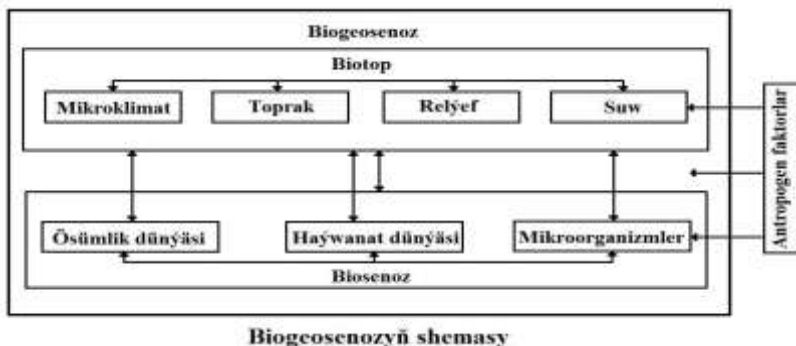 Biogeosenoz
Biotop
Mikroklimat
Toprak
Relýef
Suw
Antropogen faktorlar
Ösümlik dünýäsi
Haýwanat dünýäsi
Mikroorganizmler
Biosenoz
Biogeosenozyň shemasy